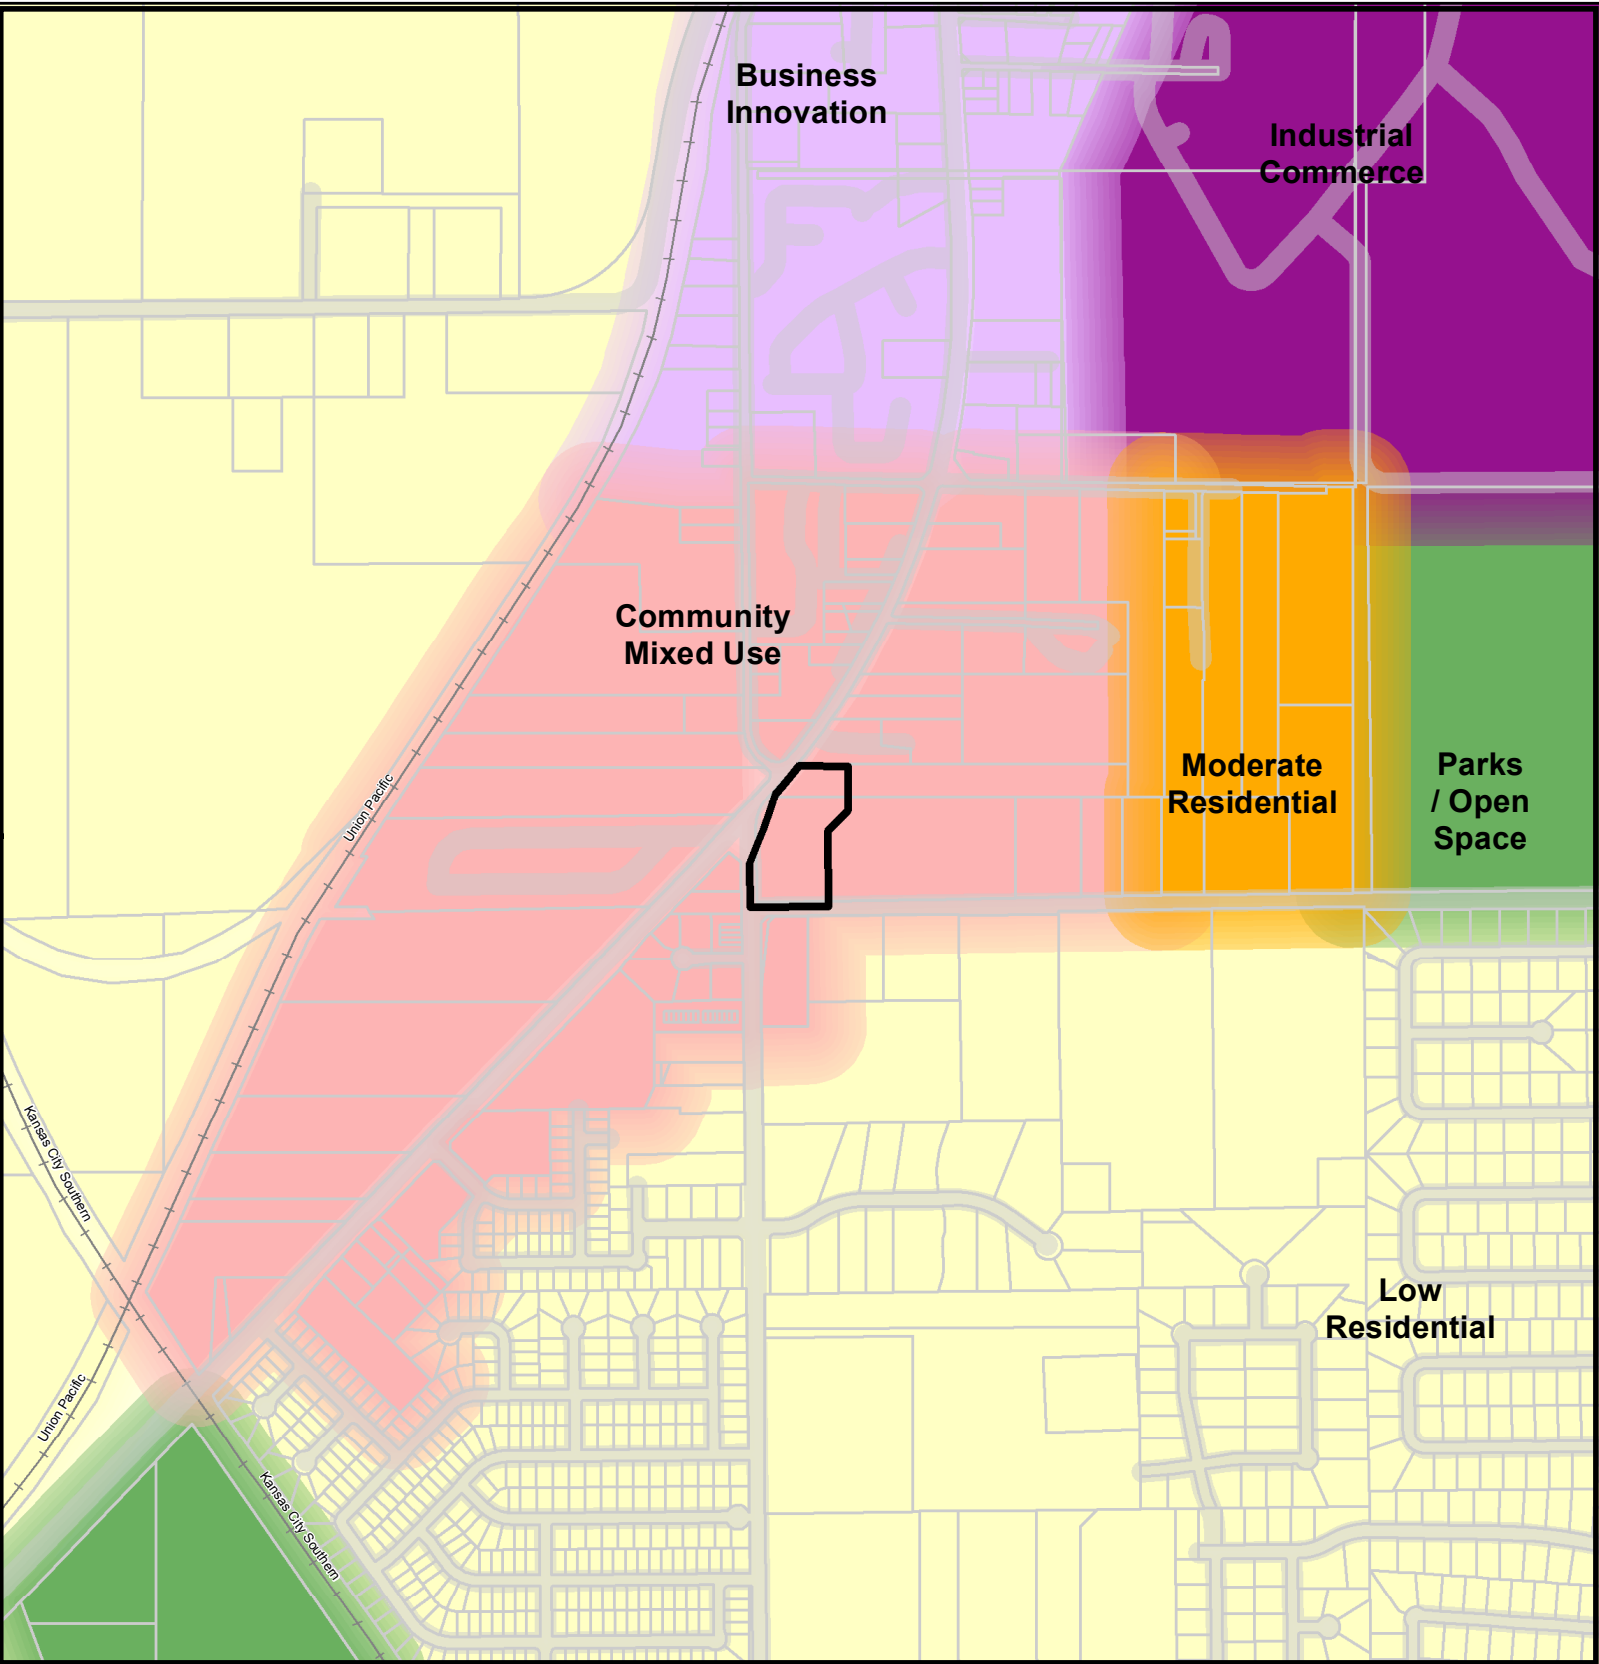 Business
Innovation
Industrial
Commerce
Community
Mixed Use
Moderate
Residential
Parks
/ Open
Space
Union Pacific
Kansas City Southern
Low
Residential
Union Pacific
Kansas City Southern